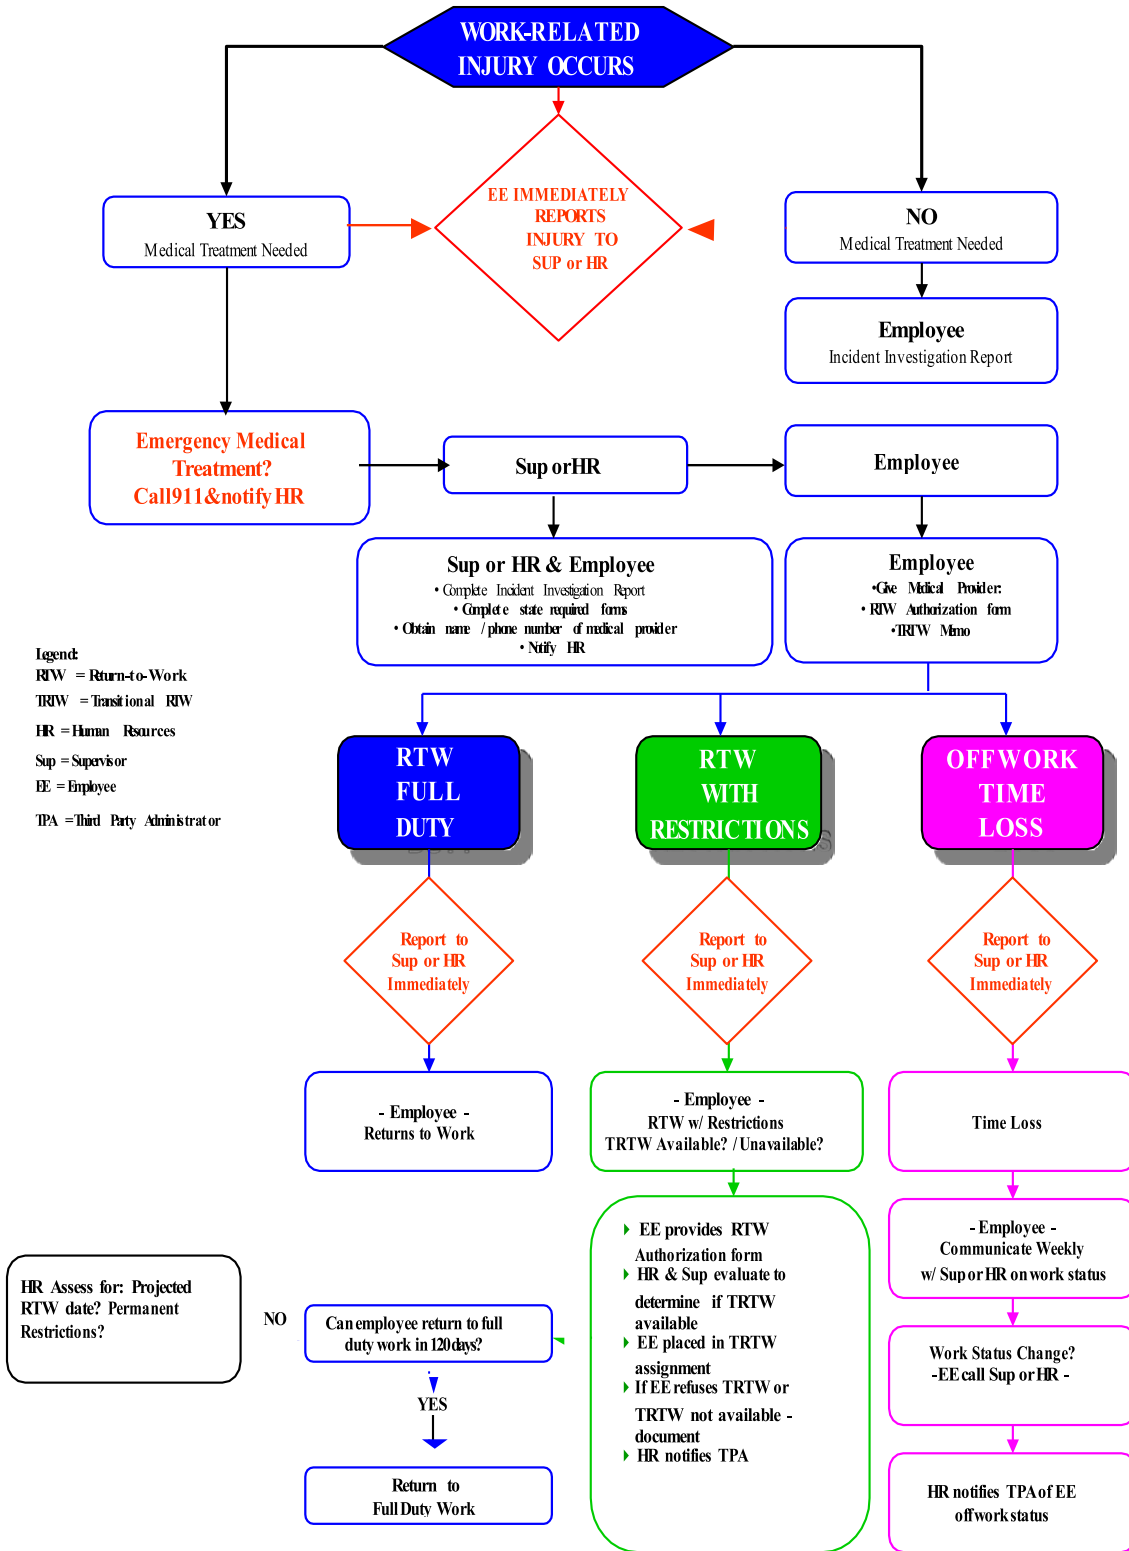 WORK-RELATED
INJURY OCCURS
EE IMMEDIATELY
REPORTS
INJURY TO
SUP or HR
YES
Medical Treatment Needed
NO
Medical Treatment Needed
Employee
Incident Investigation Report
Emergency Medical
Treatment?
Call 911 & notify HR
Sup or HR
Employee
Sup or HR & Employee
• Complete Incident Investigation Report
• Complete state required forms
• Obtain name / phone number of medical provider
• Notify HR
Employee
•Give Medical Provider:
• RTW Authorization form
•TRTW Memo
Legend:
RTW = Return-to-Work
TRTW = Transitional RTW
HR = Human Resources
Sup = Supervisor
EE = Employee
TPA = Third Party Administrator
RTW
FULL
DUTY
RTW
WITH
RESTRICTIONS
OFF WORK
TIME
LOSS
Report to
Sup or HR
Immediately
Report to
Sup or HR
Immediately
Report to
Sup or HR
Immediately
- Employee -
Returns to Work
- Employee -
RTW w/ Restrictions
TRTW Available? / Unavailable?
Time Loss
EE provides RTW
Authorization form
HR & Sup evaluate to
determine if TRTW
available
EE placed in TRTW
assignment
If EE refuses TRTW or
TRTW not available -
document
HR notifies TPA
- Employee -
Communicate Weekly
w/ Sup or HR on work status
Work Status Change?
-EE call Sup or HR -
HR notifies TPA of EE
off work status
HR Assess for: Projected
RTW date? Permanent
Restrictions?
NO
Can employee return to full
duty work in 120 days?
YES
Return to
Full Duty Work